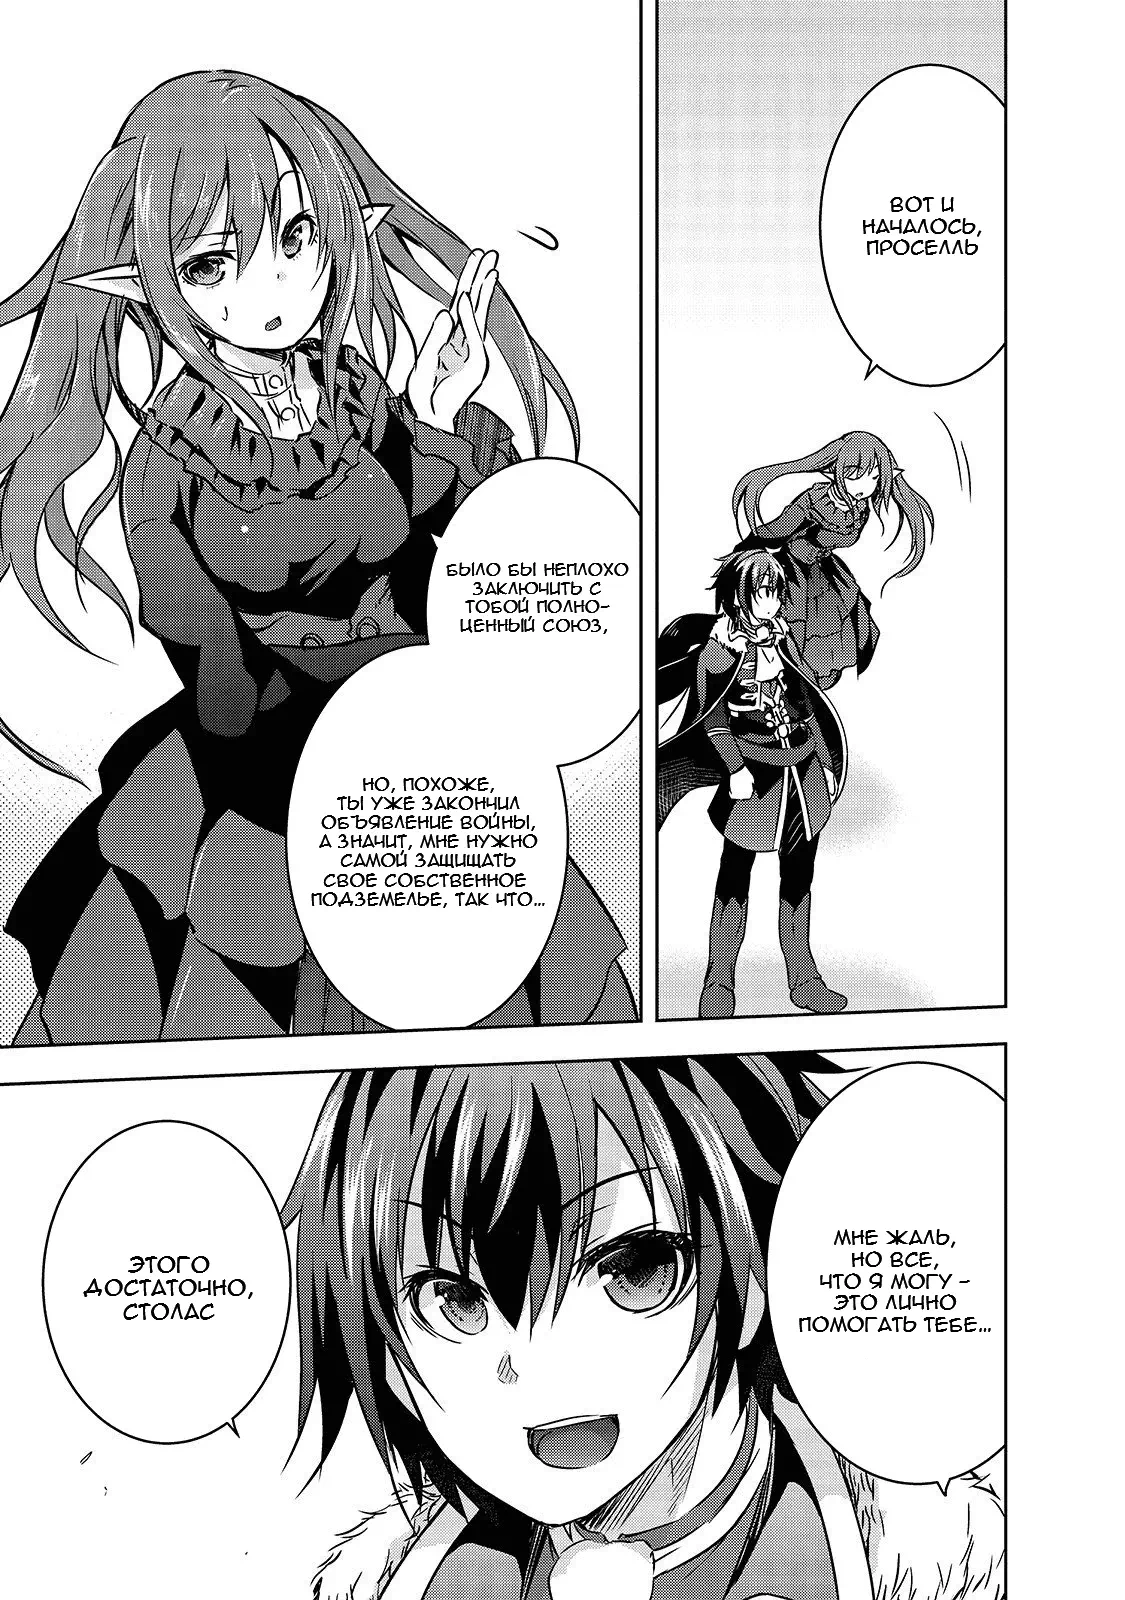 ВОТ И
НАЧАЛОСЬ,
ПРОСЕЛЛЬ
БЫЛО БЫ НЕПЛОХО
ЗАКЛЮЧИТЬ С
ТОБОЙ ПОЛНО-
ЦЕННЫЙ СОЮЗ,
НО, ПОХОЖЕ,
ТЫ УЖЕ ЗАКОНЧИЛ
ОБЪЯВЛЕНИЕ ВОЙНЫ,
А ЗНАЧИТ, МНЕ НУЖНО
САМОЙ ЗАЩИЩАТЬ
СВОЕ СОБСТВЕННОЕ
ПОДЗЕМЕЛЬЕ, ТАК ЧТО...
МНЕ ЖАЛЬ,
НО ВСЕ,
ЧТО Я МОГУ -
ЭТО ЛИЧНО
ПОМОГАТЬ ТЕБЕ...
ЭТОГО
ДОСТАТОЧНО,
СТОЛАС